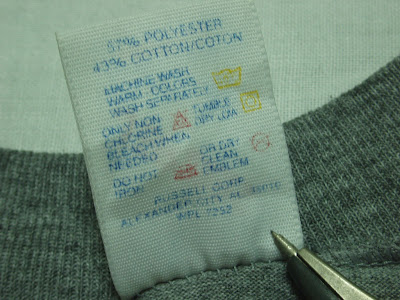 57% POLYESTER
43% COTTON/COTON
MACHINE WASH
WARM - COLORS
WASH SEPARATELY
ONLY NON
CHLORINE
BLEACH WHEN
NEEDED
TUMBLE
DRY LOW
DO NOT
IRON
OR DRY
CLEAN
EMBLEM
RUSSELL CORP
ALEXANDER CITY AL 35010
WPL 7252